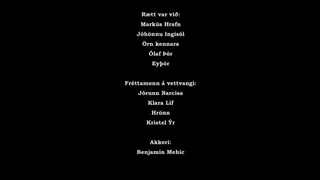 Rætt var við:
Markús Hrafn
Jóhönnu Ingisól
Örn kennara
Ólaf Þór
Eyþór
Fréttamenn á vettvangi:
Jórunn Narcisa
Klara Líf
Hrönn
Kristel Ýr
Akkeri:
Benjamín Mehic